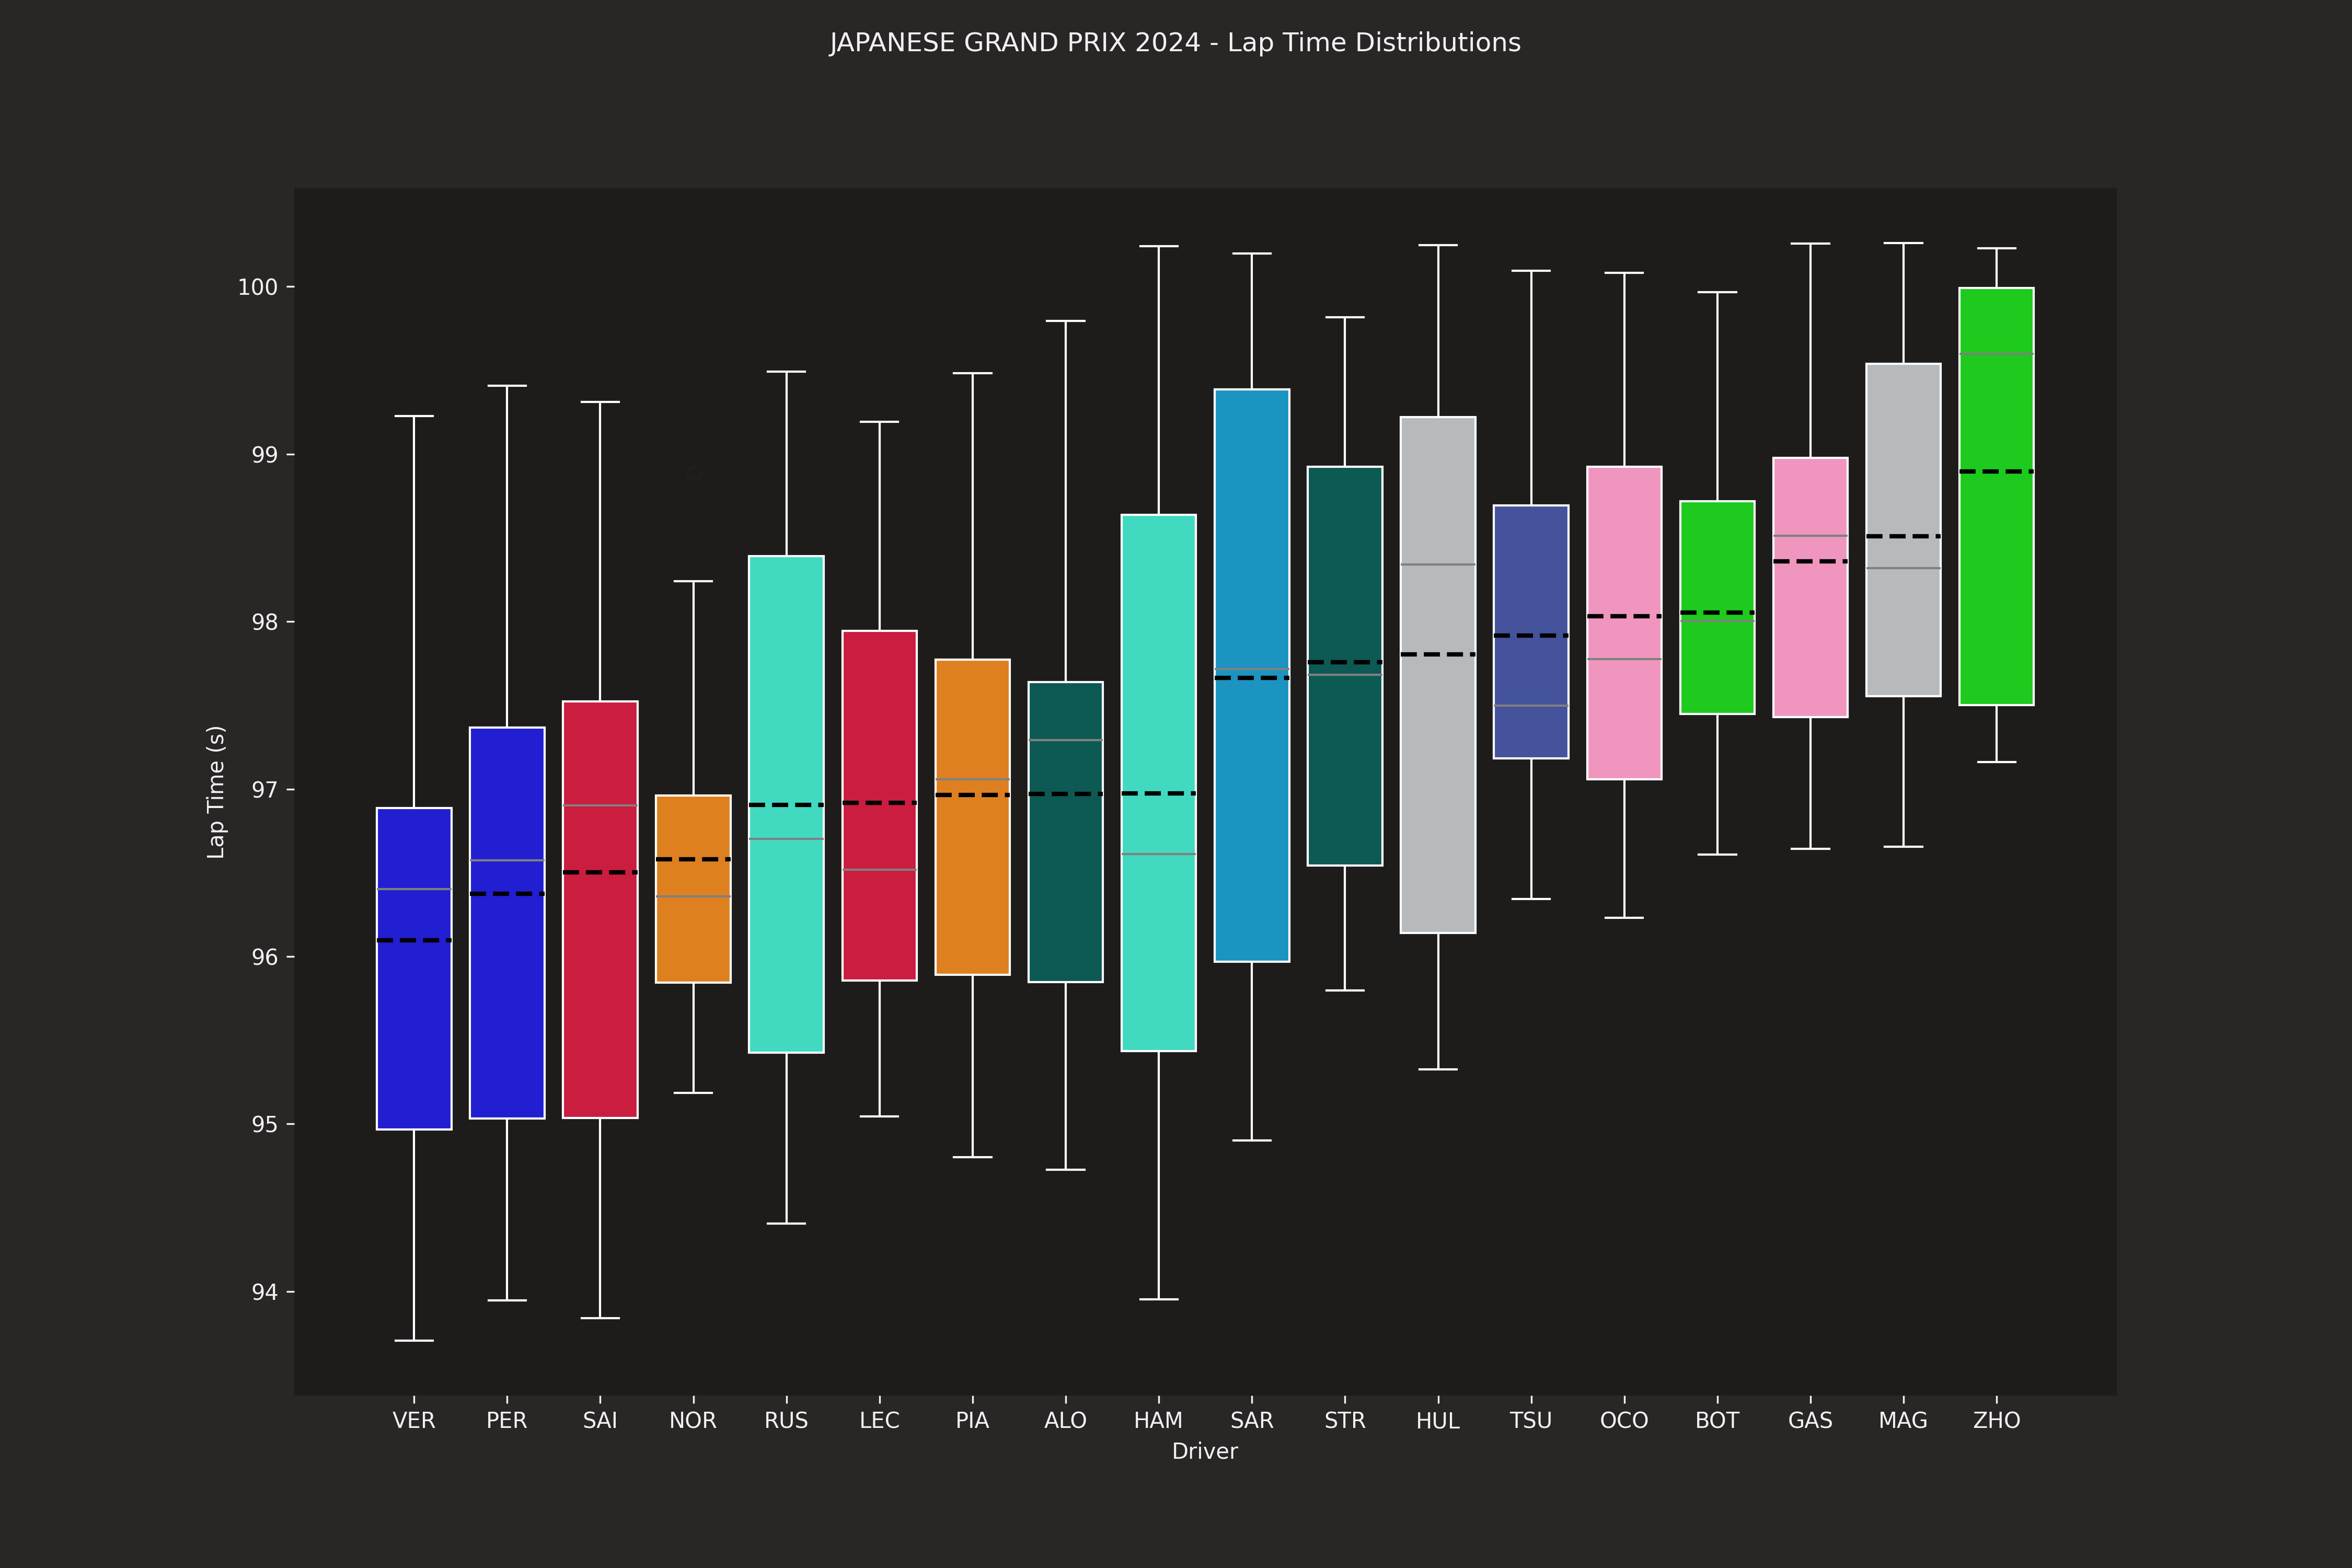 JAPANESE GRAND PRIX 2024 - Lap Time Distributions
Lap Time (s)
100
99
98
97
96
95
94
VER PER SAI NOR RUS LEC PIA ALO HAM SAR STR HUL TSU OCO BOT GAS MAG ZHO
Driver